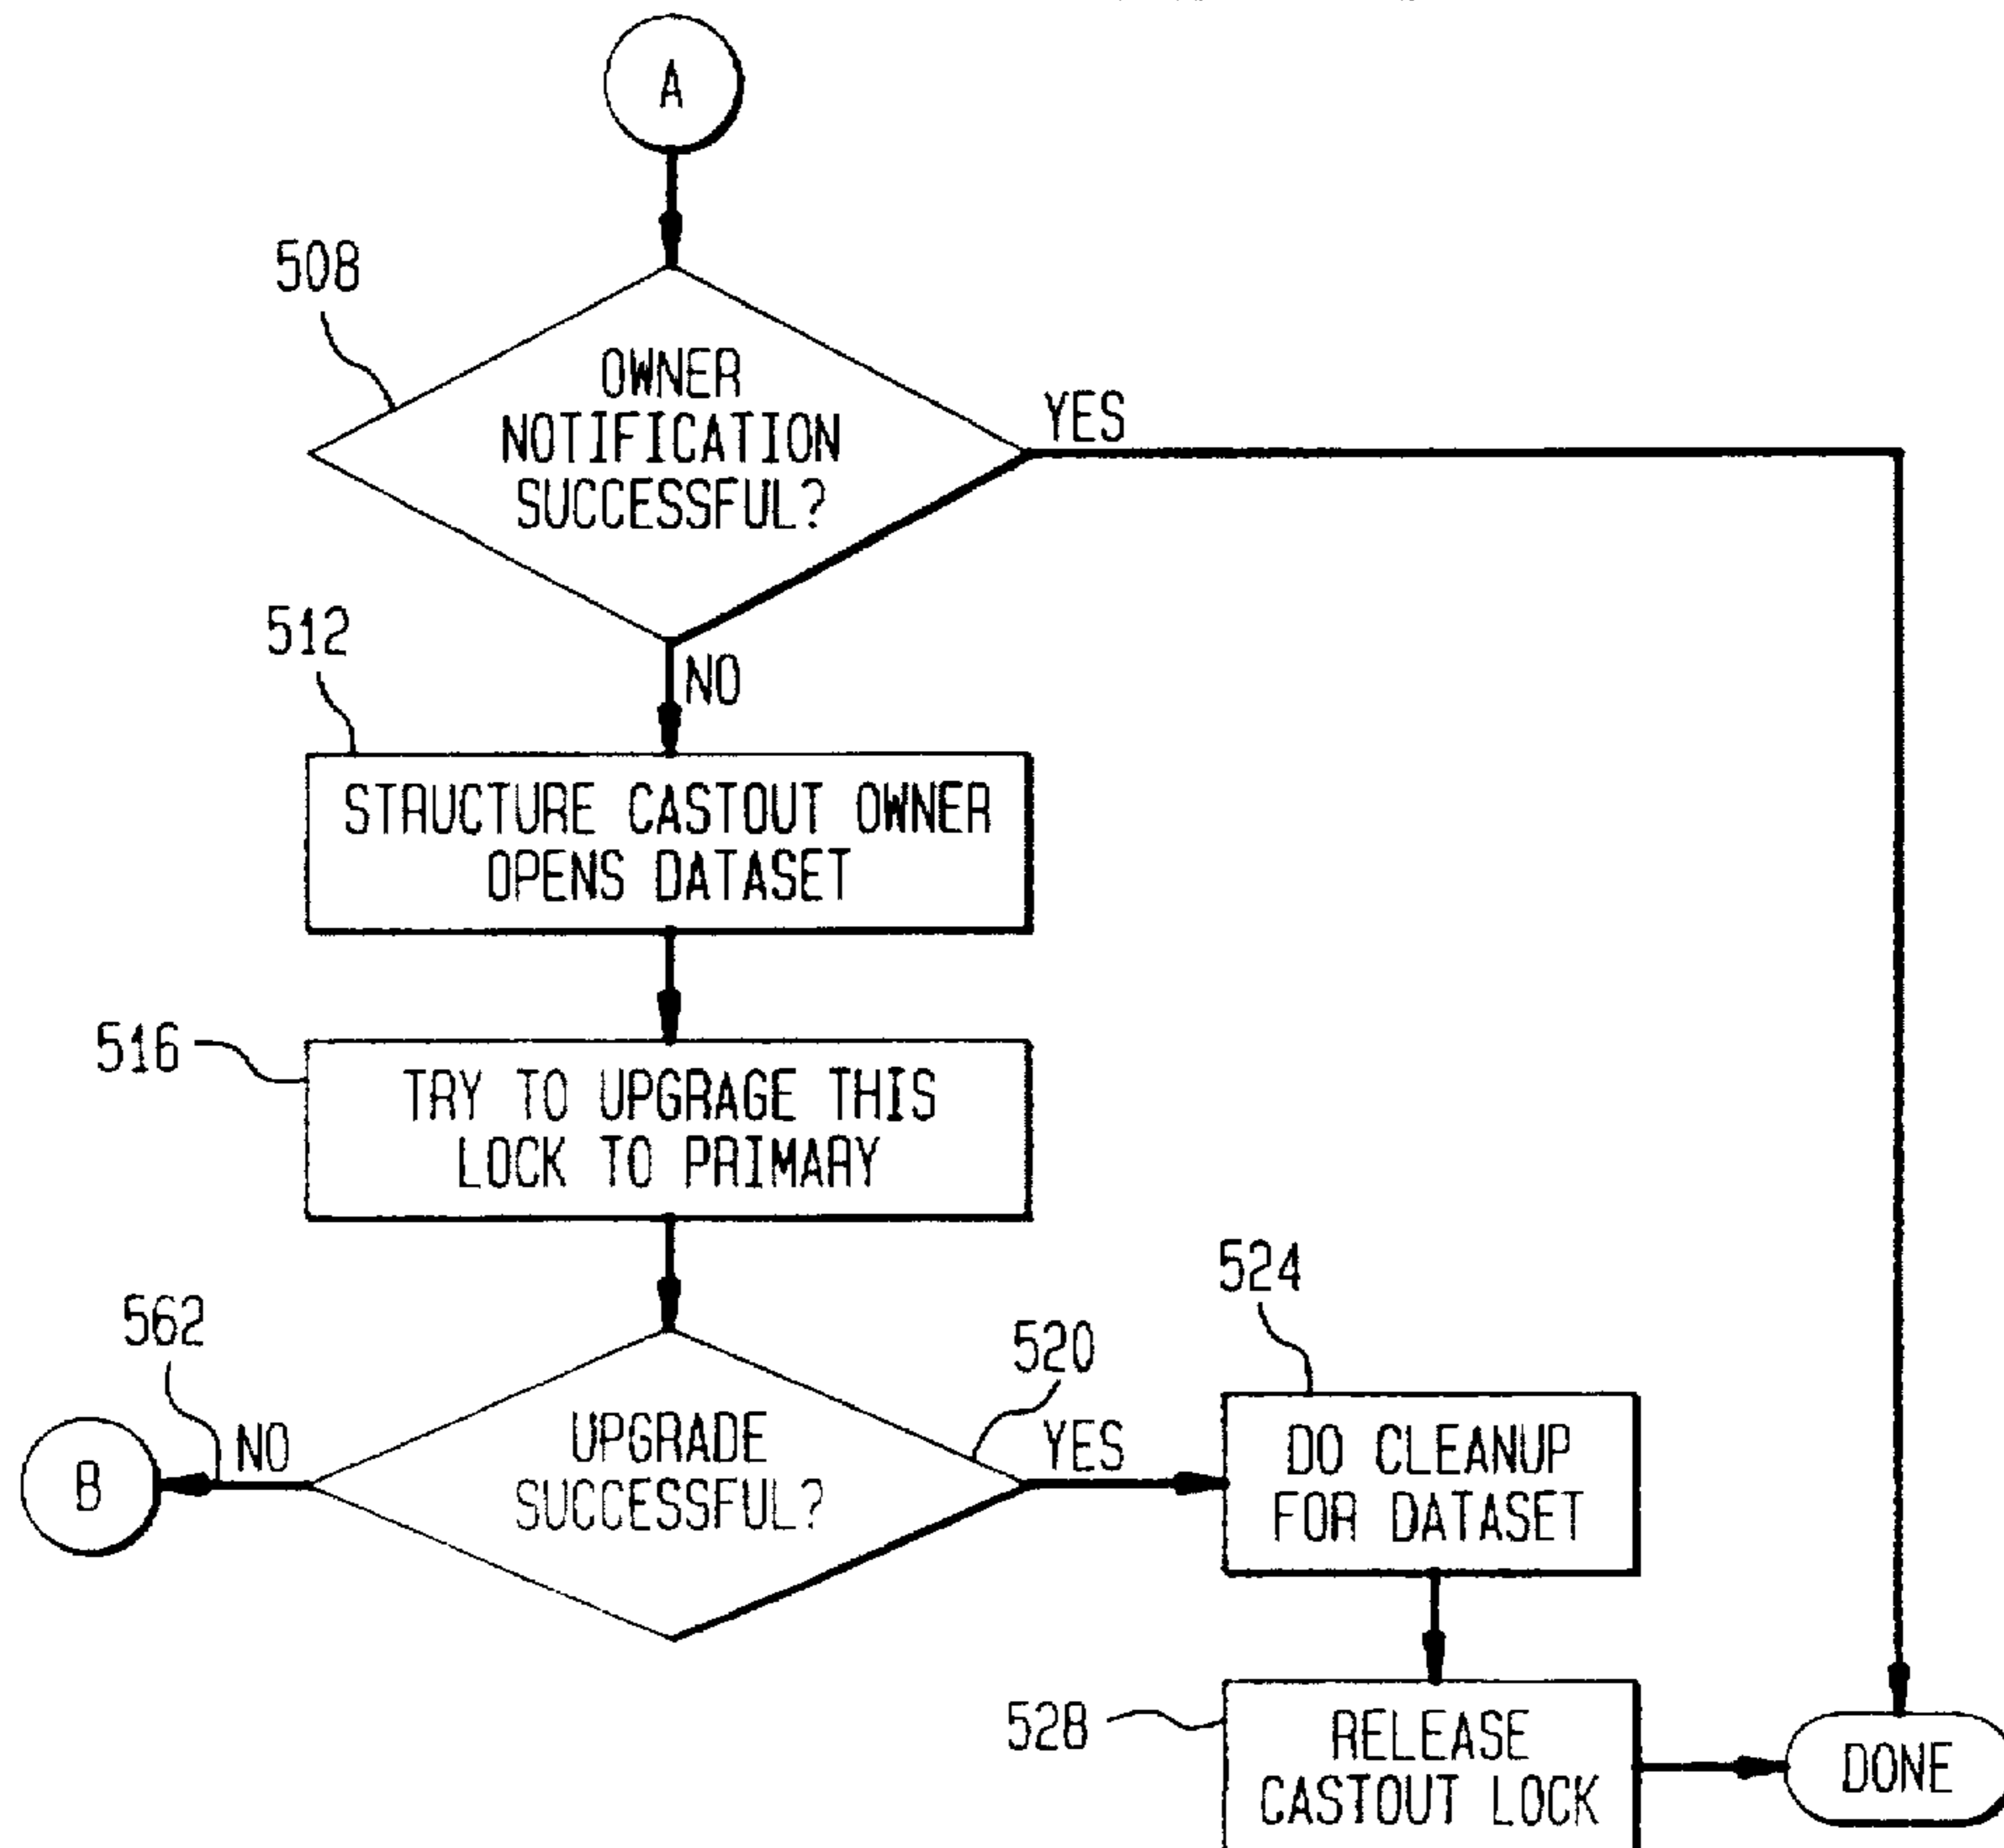 A
508
OWNER
NOTIFICATION
SUCCESSFUL?
YES
512
NO
STRUCTURE CASTOUT OWNER
OPENS DATASET
516
TRY TO UPGRAGE THIS
LOCK TO PRIMARY
562
520
524
B
NO
UPGRADE
SUCCESSFUL?
YES
DO CLEANUP
FOR DATASET
528
RELEASE
CASTOUT LOCK
DONE